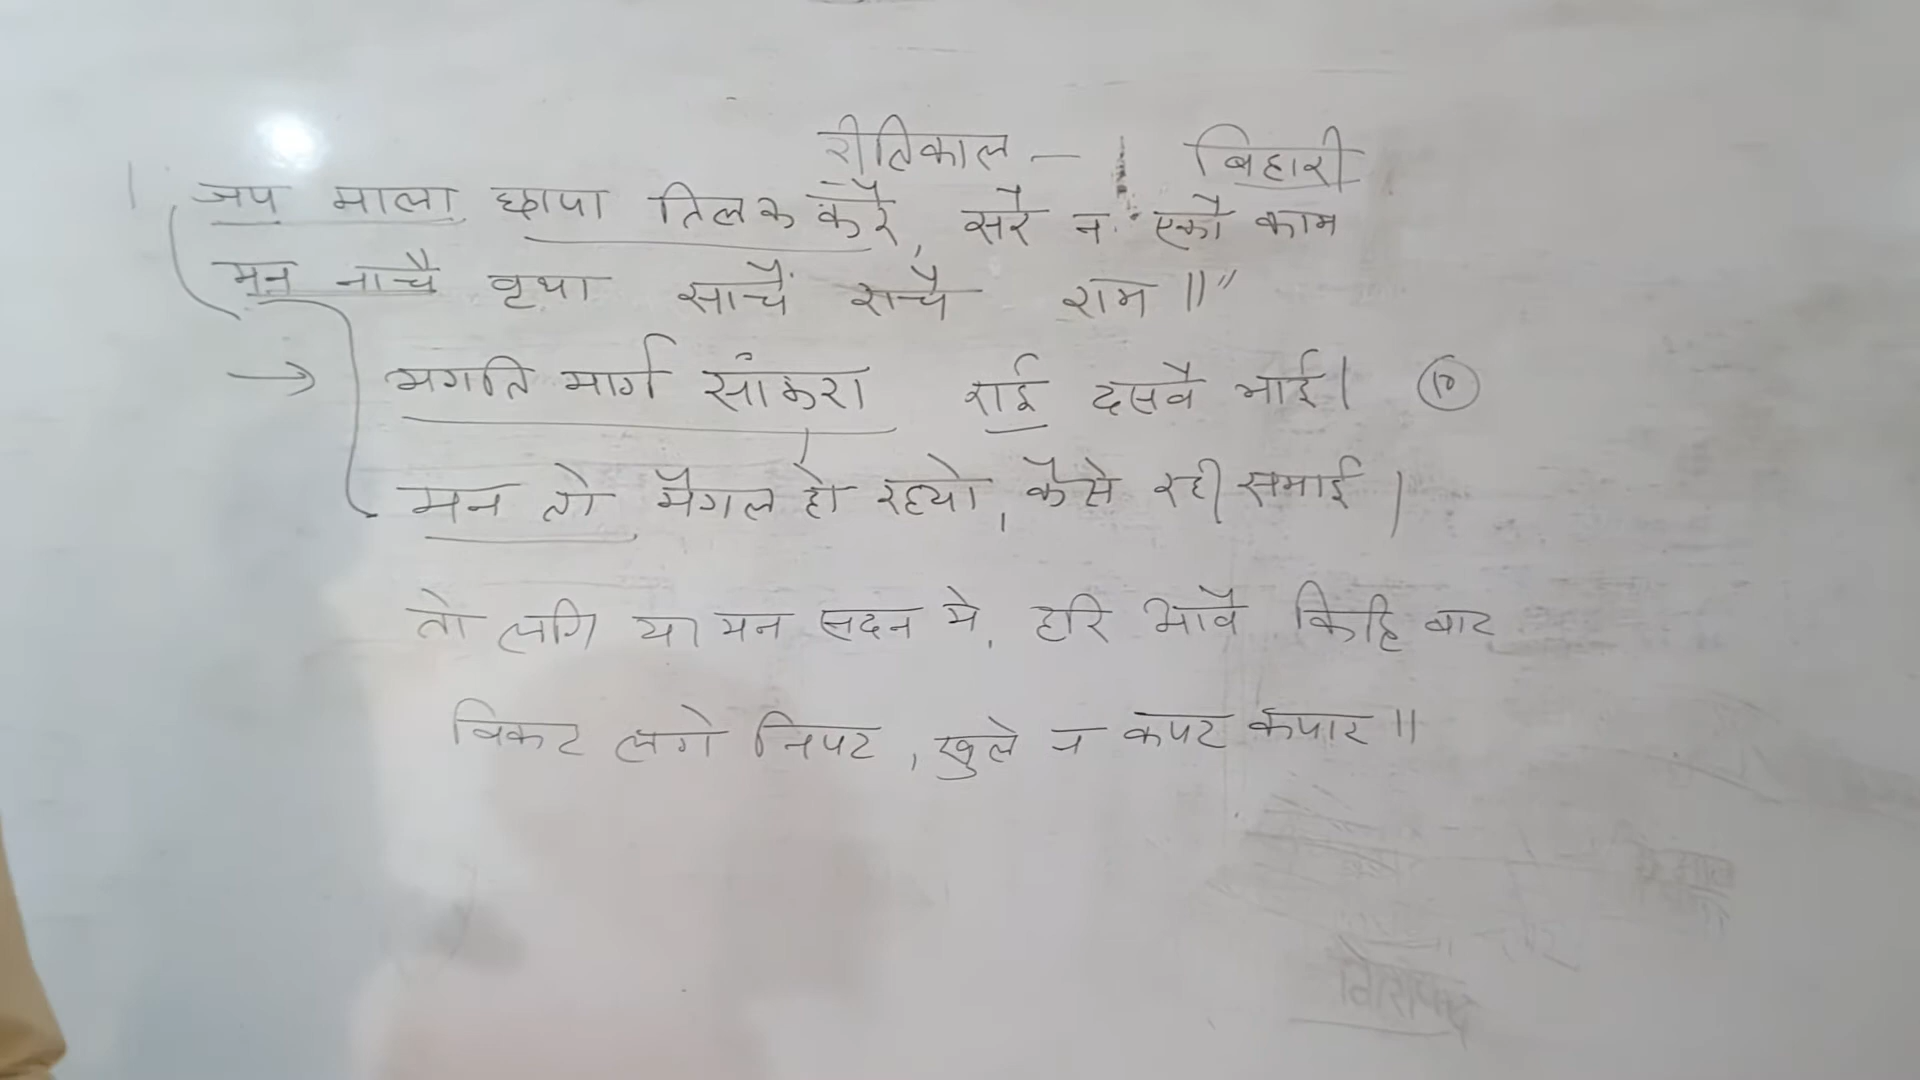 रीतिकाल — बिहारी
जप माला छापा तिलक करै, सरै न एकौ काम
मन नाचै वृथा साचै राचै राम ॥"
→ भगति मार्ग सांकरा राई दसवै भाई। (10)
मन तो मैगल हो रहयो, कैसे रही समाई।
तो लगि या मन सदन मे, हरि आवै किहि बाट
विकट लगे निपट, खुले न कपट कपार॥